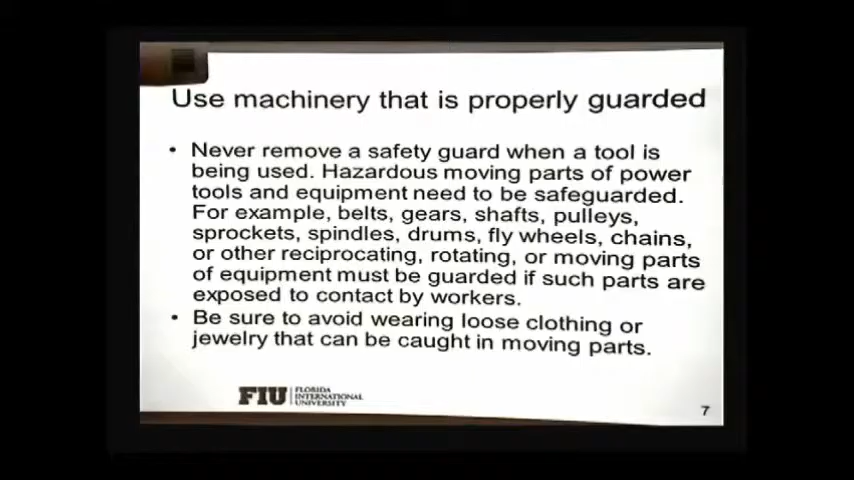 Use machinery that is properly guarded
• Never remove a safety guard when a tool is
being used. Hazardous moving parts of power
tools and equipment need to be safeguarded.
For example, belts, gears, shafts, pulleys,
sprockets, spindles, drums, fly wheels, chains,
or other reciprocating, rotating, or moving parts
of equipment must be guarded if such parts are
exposed to contact by workers.
• Be sure to avoid wearing loose clothing or
jewelry that can be caught in moving parts.
FIU
FLORIDA
INTERNATIONAL
UNIVERSITY
7